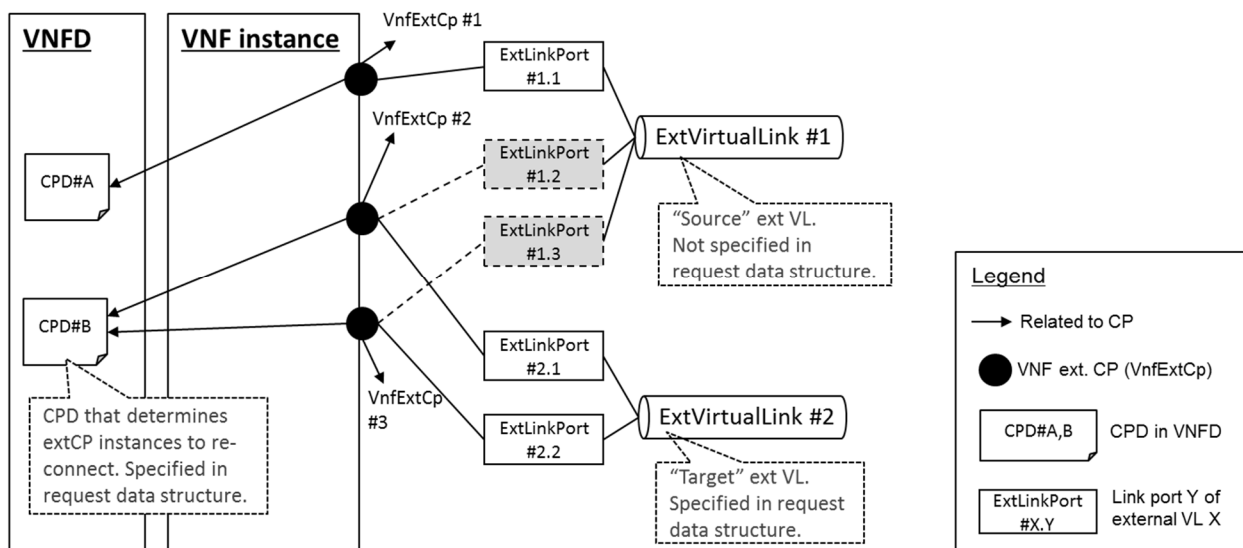 VNFD
VNF instance
VnfExtCp #1
ExtLinkPort
#1.1
VnfExtCp #2
ExtVirtualLink #1
ExtLinkPort
#1.2
CPD#A
“Source” ext VL.
Not specified in
request data structure.
ExtLinkPort
#1.3
CPD#B
ExtLinkPort
#2.1
VnfExtCp
#3
ExtLinkPort
#2.2
ExtVirtualLink #2
CPD that determines
extCP instances to re-
connect. Specified in
request data structure.
“Target” ext VL.
Specified in request
data structure.
Legend
Related to CP
VNF ext. CP (VnfExtCp)
CPD#A,B
CPD in VNFD
ExtLinkPort
#X.Y
Link port Y of
external VL X